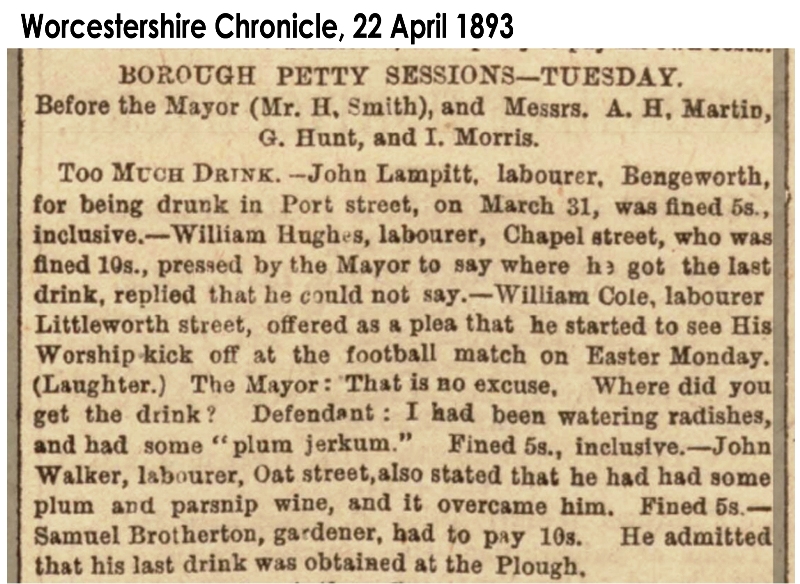 Worcestershire Chronicle, 22 April 1893
BOROUGH PETTY SESSIONS—TUESDAY.
Before the Mayor (Mr. H. Smith), and Messrs. A. H. Martin,
G. Hunt, and I. Morris.
TOO MUCH DRINK.—John Lampitt, labourer, Bengeworth,
for being drunk in Port street, on March 31, was fined 5s.,
inclusive.—William Hughes, labourer, Chapel street, who was
fined 10s., pressed by the Mayor to say where he got the last
drink, replied that he could not say.—William Cole, labourer
Littleworth street, offered as a plea that he started to see His
Worship kick off at the football match on Easter Monday.
(Laughter.) The Mayor: That is no excuse. Where did you
get the drink? Defendant: I had been watering radishes,
and had some "plum jerkum." Fined 5s., inclusive.—John
Walker, labourer, Oat street, also stated that he had had some
plum and parsnip wine, and it overcame him. Fined 5s.—
Samuel Brotherton, gardener, had to pay 10s. He admitted
that his last drink was obtained at the Plough.